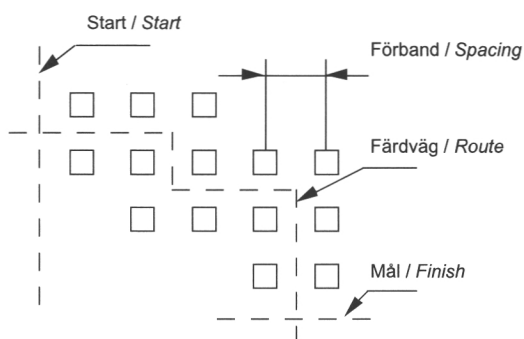 Start / Start
Förband / Spacing
Färdväg / Route
Mål / Finish